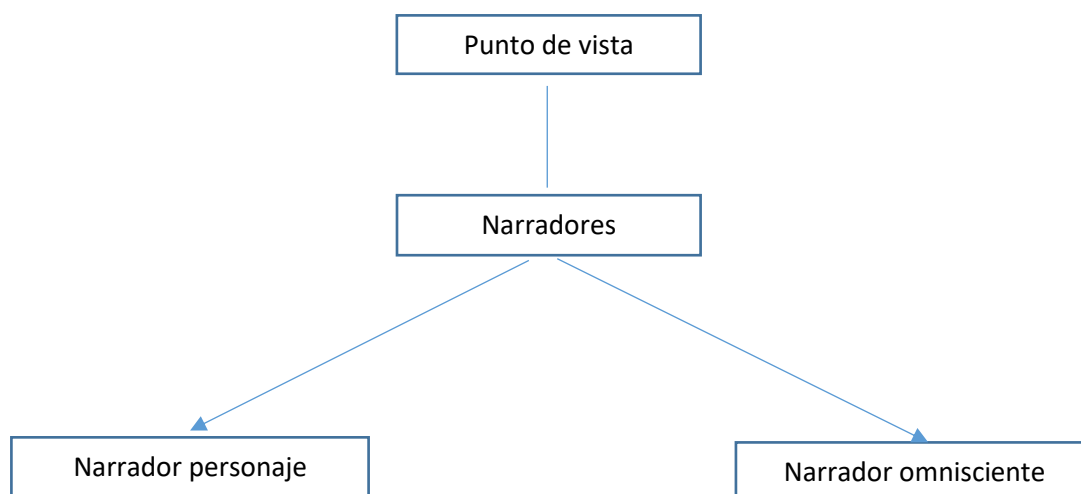 Punto de vista
Narradores
Narrador personaje
Narrador omnisciente